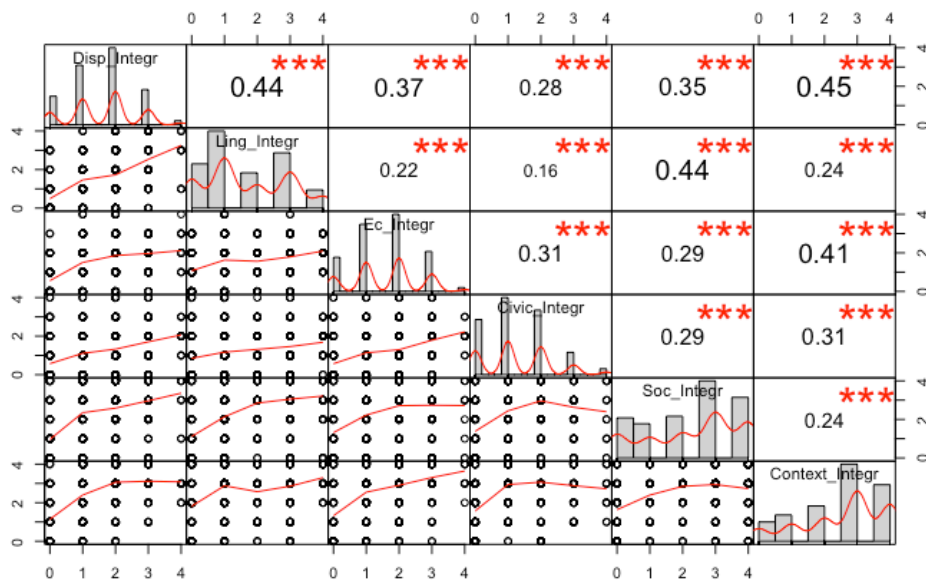 0 1 2 3 4 0 1 2 3 4 0 1 2 3 4
Disp_Integr *** *** *** *** *** 4
0.44 0.37 0.28 0.35 0.45 2
0
4 Ling_Integr *** *** *** ***
2 0.22 0.16 0.44 0.24
0
Ec_Integr *** *** *** 4
0.31 0.29 0.41 2
0
4 Civic_Integr *** ***
2 0.29 0.31
0
Soc_Integr *** 4
0.24 2
0
4 Context_Integr
2
0
0 1 2 3 4 0 1 2 3 4 0 1 2 3 4